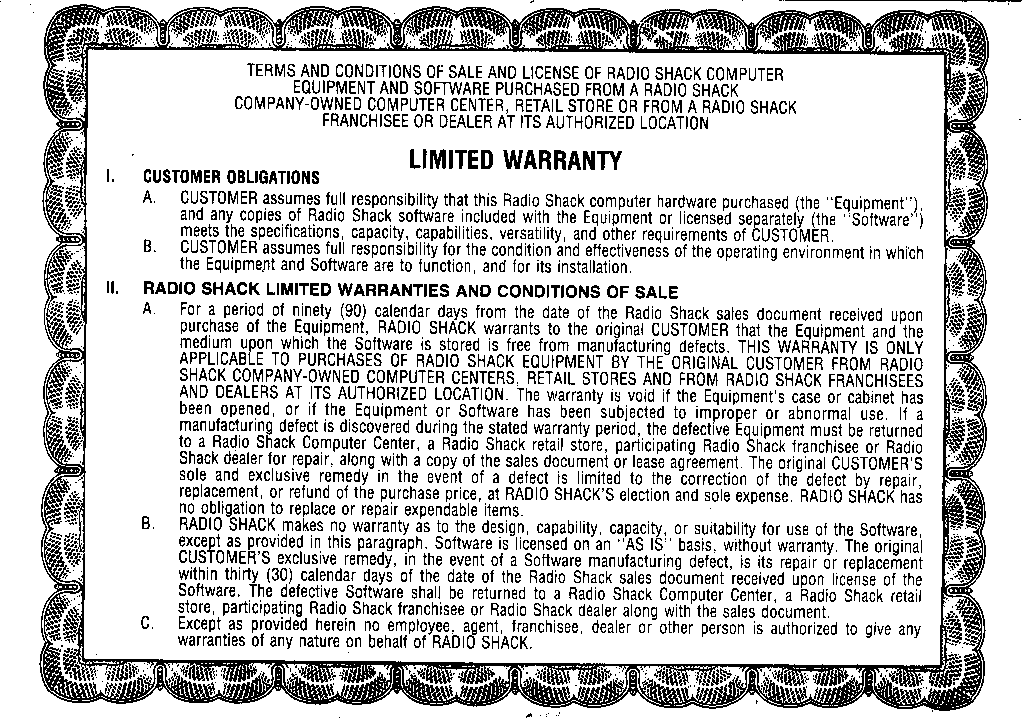 TERMS AND CONDITIONS OF SALE AND LICENSE OF RADIO SHACK COMPUTER
EQUIPMENT AND SOFTWARE PURCHASED FROM A RADIO SHACK
COMPANY-OWNED COMPUTER CENTER, RETAIL STORE OR FROM A RADIO SHACK
FRANCHISEE OR DEALER AT ITS AUTHORIZED LOCATION
LIMITED WARRANTY
I. CUSTOMER OBLIGATIONS
A. CUSTOMER assumes full responsibility that this Radio Shack computer hardware purchased (the "Equipment"),
and any copies of Radio Shack software included with the Equipment or licensed separately (the "Software")
meets the specifications, capacity, capabilities, versatility, and other requirements of CUSTOMER.
B. CUSTOMER assumes full responsibility for the condition and effectiveness of the operating environment in which
the Equipment and Software are to function, and for its installation.
II. RADIO SHACK LIMITED WARRANTIES AND CONDITIONS OF SALE
A. For a period of ninety (90) calendar days from the date of the Radio Shack sales document received upon
purchase of the Equipment, RADIO SHACK warrants to the original CUSTOMER that the Equipment and the
medium upon which the Software is stored is free from manufacturing defects. THIS WARRANTY IS ONLY
APPLICABLE TO PURCHASES OF RADIO SHACK EQUIPMENT BY THE ORIGINAL CUSTOMER FROM RADIO
SHACK COMPANY-OWNED COMPUTER CENTERS, RETAIL STORES AND FROM RADIO SHACK FRANCHISEES
AND DEALERS AT ITS AUTHORIZED LOCATION. The warranty is void if the Equipment's case or cabinet has
been opened, or if the Equipment or Software has been subjected to improper or abnormal use. If a
manufacturing defect is discovered during the stated warranty period, the defective Equipment must be returned
to a Radio Shack Computer Center, a Radio Shack retail store, participating Radio Shack franchisee or Radio
Shack dealer for repair, along with a copy of the sales document or lease agreement. The original CUSTOMER'S
sole and exclusive remedy in the event of a defect is limited to the correction of the defect by repair,
replacement, or refund of the purchase price, at RADIO SHACK'S election and sole expense. RADIO SHACK has
no obligation to replace or repair expendable items.
B. RADIO SHACK makes no warranty as to the design, capability, capacity, or suitability for use of the Software,
except as provided in this paragraph. Software is licensed on an "AS IS" basis, without warranty. The original
CUSTOMER'S exclusive remedy, in the event of a Software manufacturing defect, is its repair or replacement
within thirty (30) calendar days of the date of the Radio Shack sales document received upon license of the
Software. The defective Software shall be returned to a Radio Shack Computer Center, a Radio Shack retail
store, participating Radio Shack franchisee or Radio Shack dealer along with the sales document.
C. Except as provided herein no employee, agent, franchisee, dealer or other person is authorized to give any
warranties of any nature on behalf of RADIO SHACK.